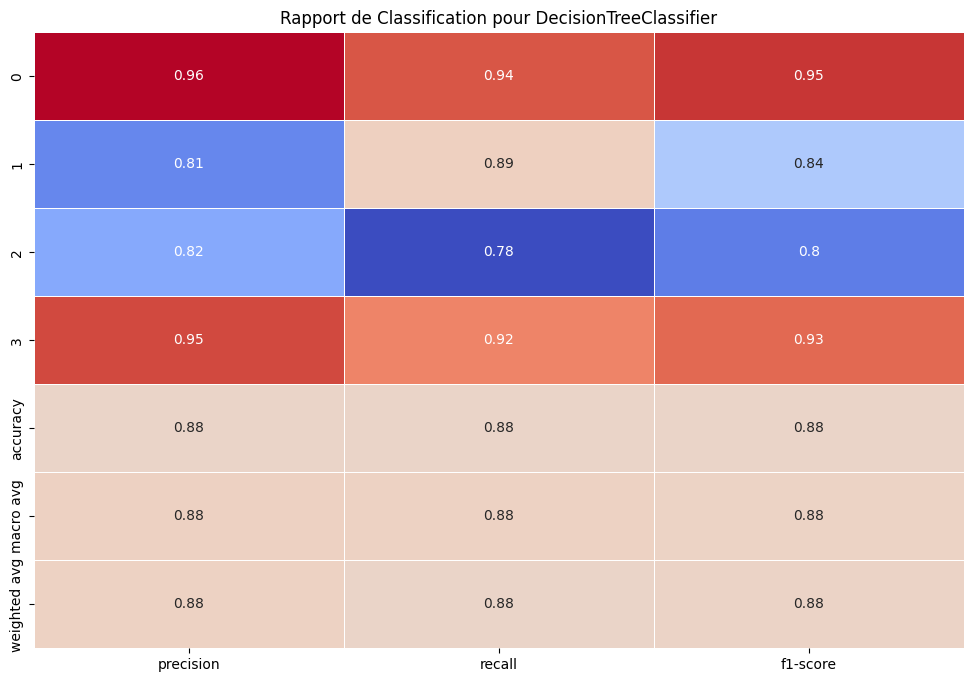 Rapport de Classification pour DecisionTreeClassifier
0 0.96 0.94 0.95
1 0.81 0.89 0.84
2 0.82 0.78 0.8
3 0.95 0.92 0.93
accuracy 0.88 0.88 0.88
macro avg 0.88 0.88 0.88
weighted avg 0.88 0.88 0.88
precision recall f1-score